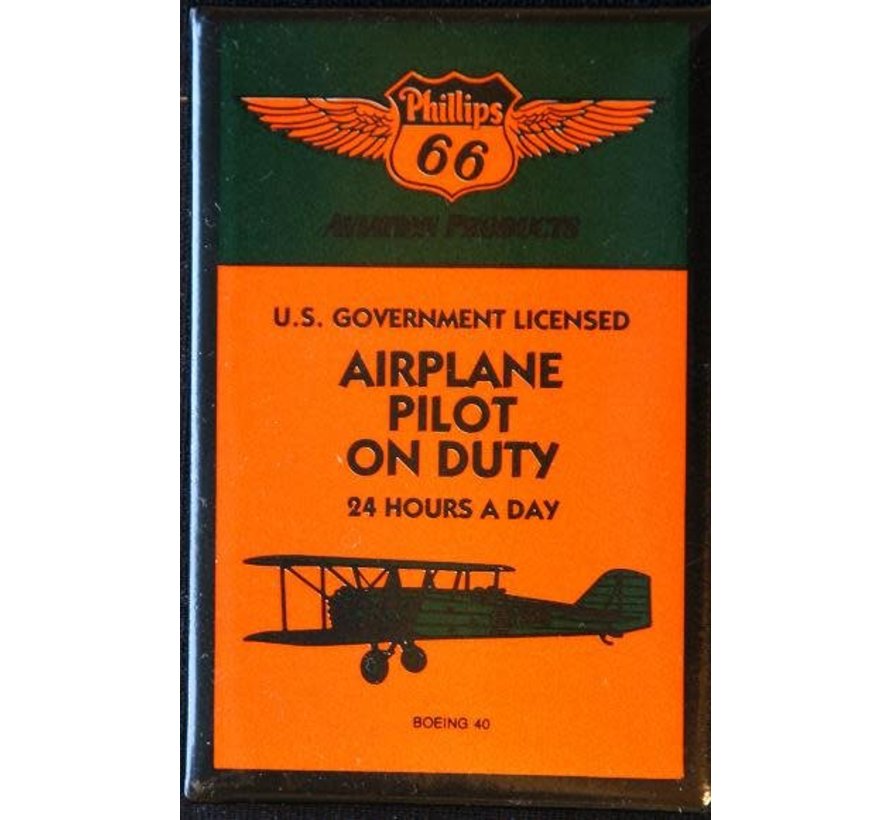 Phillips
66
AVIATION PRODUCTS
U.S. GOVERNMENT LICENSED
AIRPLANE
PILOT
ON DUTY
24 HOURS A DAY
BOEING 40